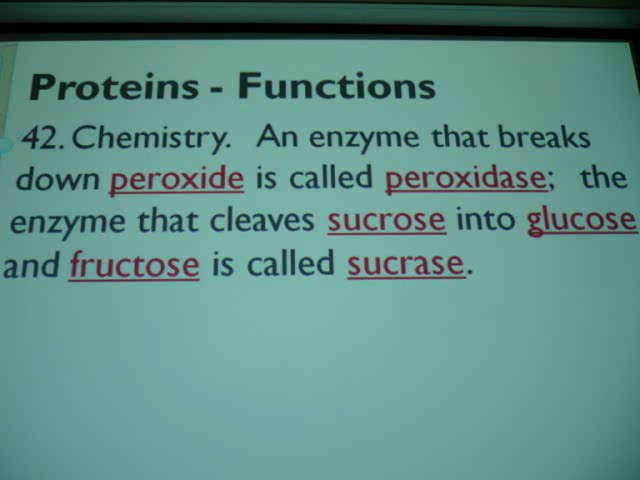 Proteins - Functions
42. Chemistry. An enzyme that breaks
down peroxide is called peroxidase; the
enzyme that cleaves sucrose into glucose
and fructose is called sucrase.